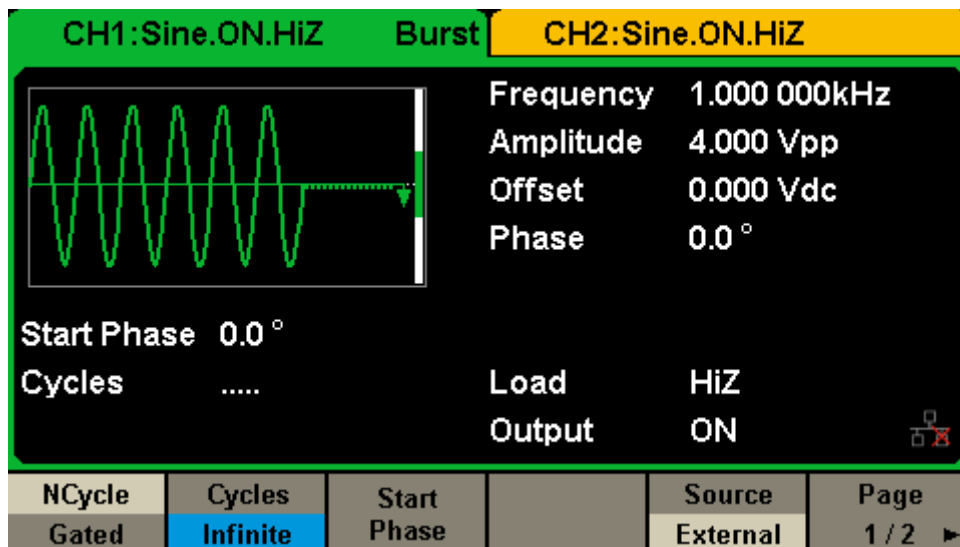 CH1:Sine.ON.HiZ Burst CH2:Sine.ON.HiZ
Frequency 1.000 000kHz
Amplitude 4.000 Vpp
Offset 0.000 Vdc
Phase 0.0 °
Start Phase 0.0 °
Cycles .....
Load HiZ
Output ON
NCycle Cycles Start Source Page
Gated Infinite Phase External 1 / 2 ►